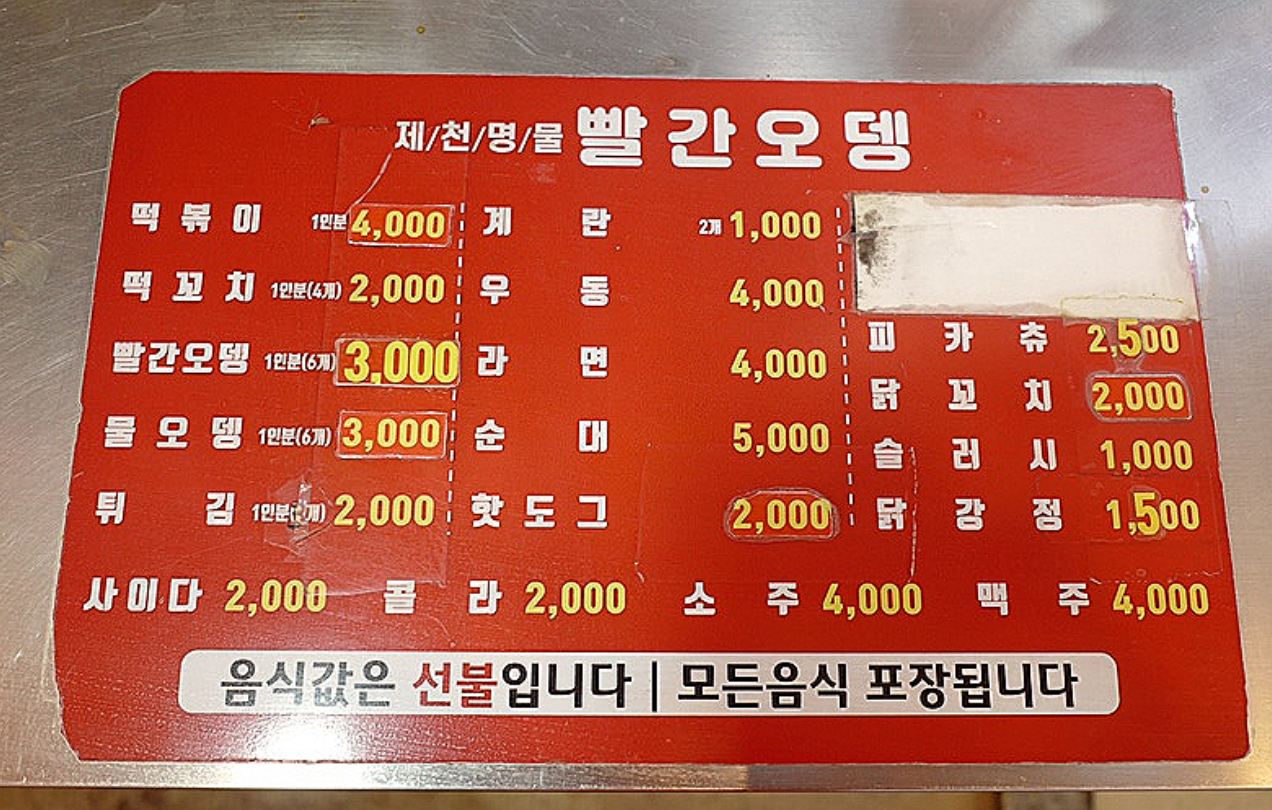 제/천/명/물 빨간오뎅
떡볶이 1인분 4,000
떡꼬치 1인분(4개) 2,000
빨간오뎅 1인분(6개) 3,000
물오뎅 1인분(6개) 3,000
튀김 2,000
계란 2개 1,000
우동 4,000
라면 4,000
순대 5,000
핫도그 2,000
피카츄 2,500
닭꼬치 2,000
슬러시 1,000
닭강정 1,500
사이다 2,000 콜라 2,000 소주 4,000 맥주 4,000
음식값은 선불입니다 | 모든음식 포장됩니다